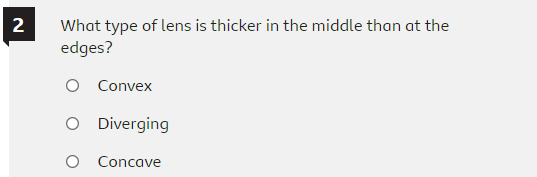 2
What type of lens is thicker in the middle than at the
edges?
Convex
Diverging
Concave